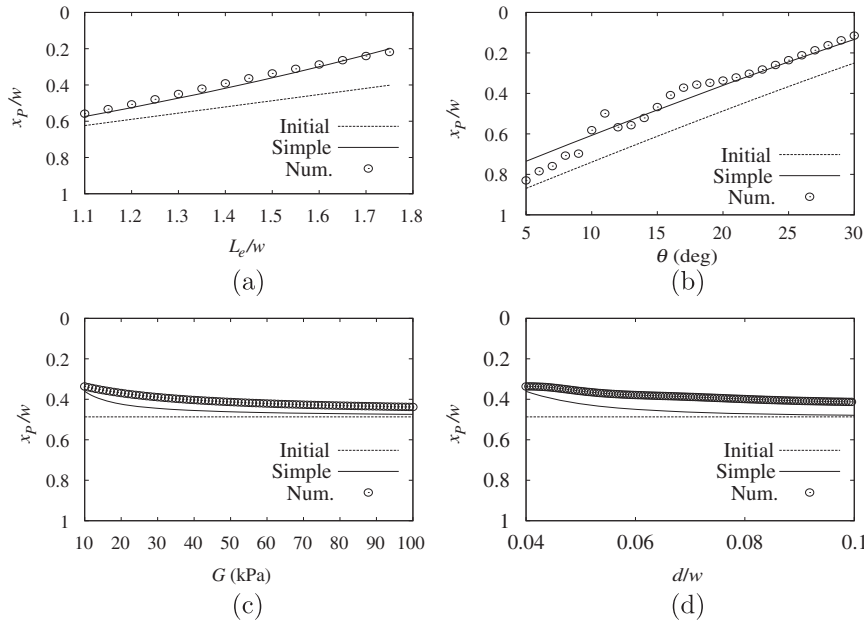 0
0.2
0.4
0.6
0.8
1
x_P/w
Initial
Simple
Num.
1.1 1.2 1.3 1.4 1.5 1.6 1.7 1.8
L_e/w
(a)
0
0.2
0.4
0.6
0.8
1
x_P/w
Initial
Simple
Num.
5 10 15 20 25 30
θ (deg)
(b)
0
0.2
0.4
0.6
0.8
1
x_P/w
Initial
Simple
Num.
10 20 30 40 50 60 70 80 90 100
G (kPa)
(c)
0
0.2
0.4
0.6
0.8
1
x_P/w
Initial
Simple
Num.
0.04 0.06 0.08 0.1
d/w
(d)